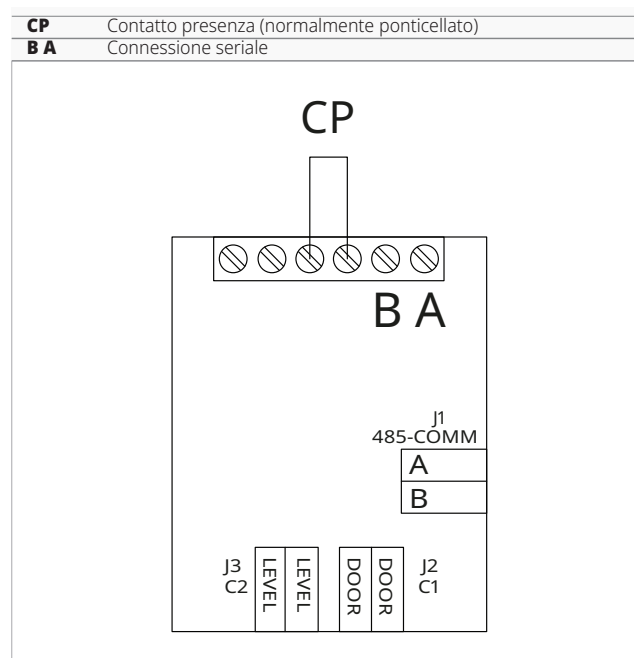 CP Contatto presenza (normalmente ponticellato)
B A Connessione seriale
CP
B A
J1
485-COMM
A
B
J3
C2
LEVEL
LEVEL
DOOR
DOOR
J2
C1